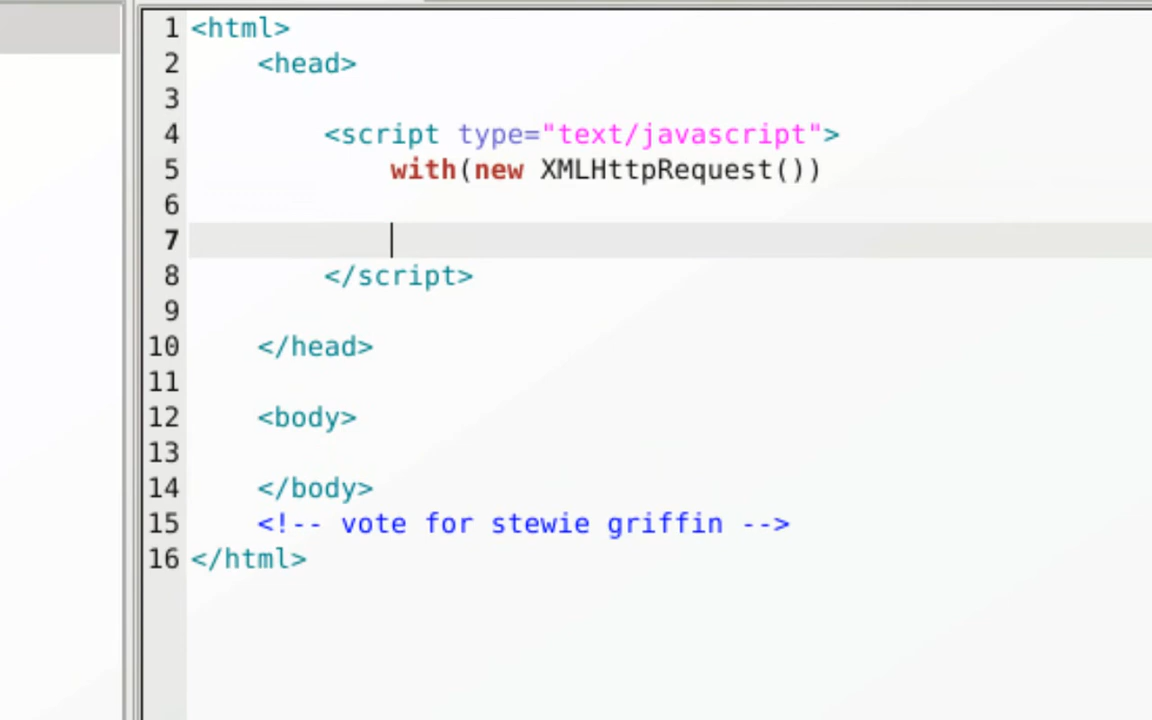 1 <html>
2 <head>
3
4 <script type="text/javascript">
5 with(new XMLHttpRequest())
6
7
8 </script>
9
10 </head>
11
12 <body>
13
14 </body>
15 <!-- vote for stewie griffin -->
16 </html>